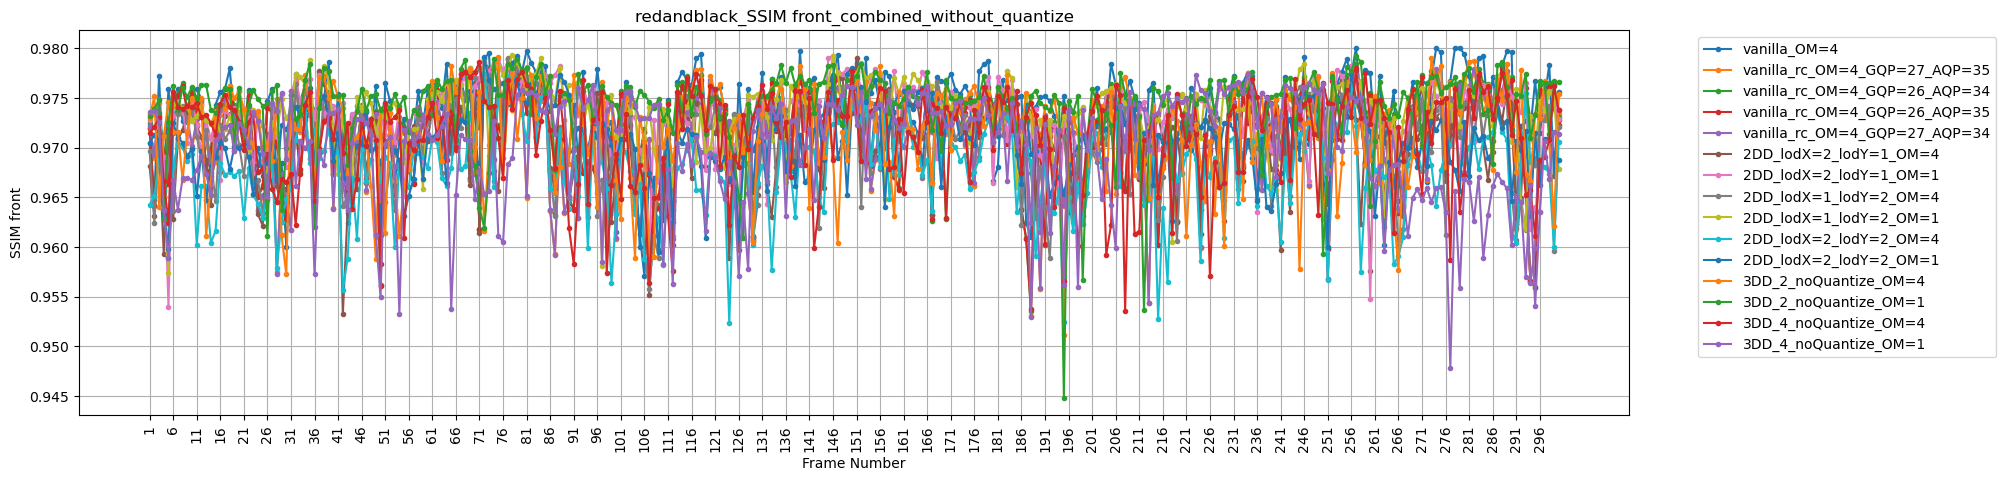 redandblack_SSIM front_combined_without_quantize
SSIM front
0.980
0.975
0.970
0.965
0.960
0.955
0.950
0.945
1 6 11 16 21 26 31 36 41 46 51 56 61 66 71 76 81 86 91 96 101 106 111 116 121 126 131 136 141 146 151 156 161 166 171 176 181 186 191 196 201 206 211 216 221 226 231 236 241 246 251 256 261 266 271 276 281 286 291 296
Frame Number
vanilla_OM=4
vanilla_rc_OM=4_GQP=27_AQP=35
vanilla_rc_OM=4_GQP=26_AQP=34
vanilla_rc_OM=4_GQP=26_AQP=35
vanilla_rc_OM=4_GQP=27_AQP=34
2DD_lodX=2_lodY=1_OM=4
2DD_lodX=2_lodY=1_OM=1
2DD_lodX=1_lodY=2_OM=4
2DD_lodX=1_lodY=2_OM=1
2DD_lodX=2_lodY=2_OM=4
2DD_lodX=2_lodY=2_OM=1
3DD_2_noQuantize_OM=4
3DD_2_noQuantize_OM=1
3DD_4_noQuantize_OM=4
3DD_4_noQuantize_OM=1